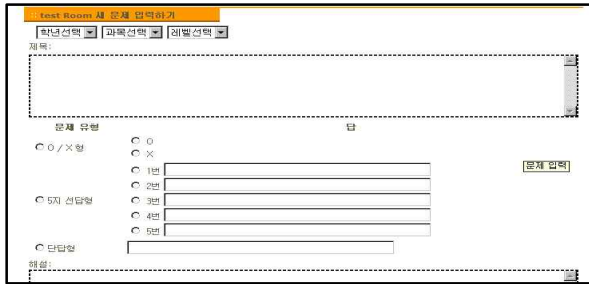 test Room 새 문제 입력하기
학년선택 과목선택 레벨선택
제목:
문제 유형 답
O / X 형
O
X
문제 입력
1번
2번
5지 선답형
3번
4번
5번
단답형
해설: